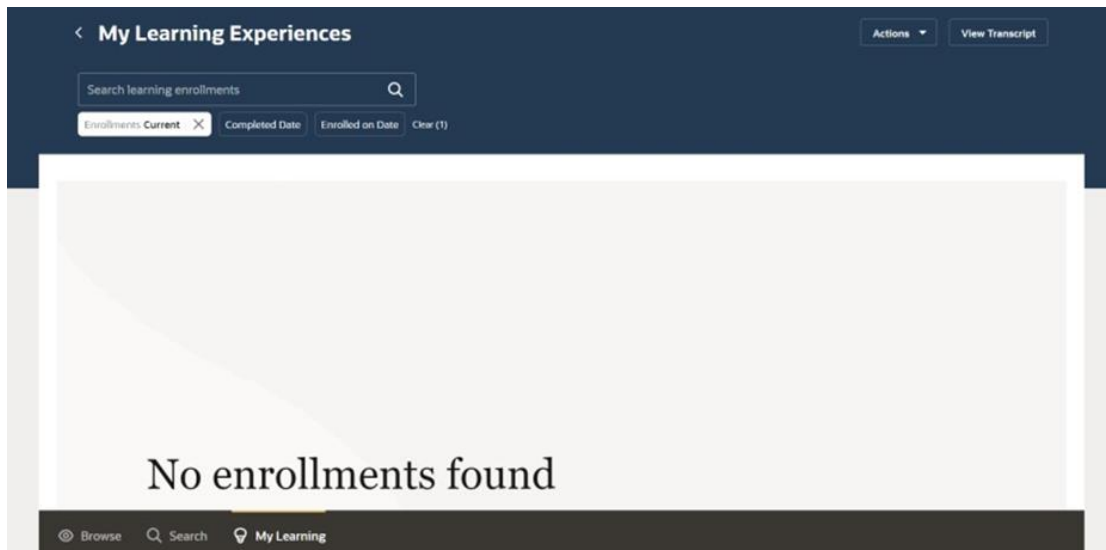 My Learning Experiences
Actions
View Transcript
Search learning enrollments
Enrollments Current
Completed Date
Enrolled on Date
Clear (1)
No enrollments found
Browse
Search
My Learning